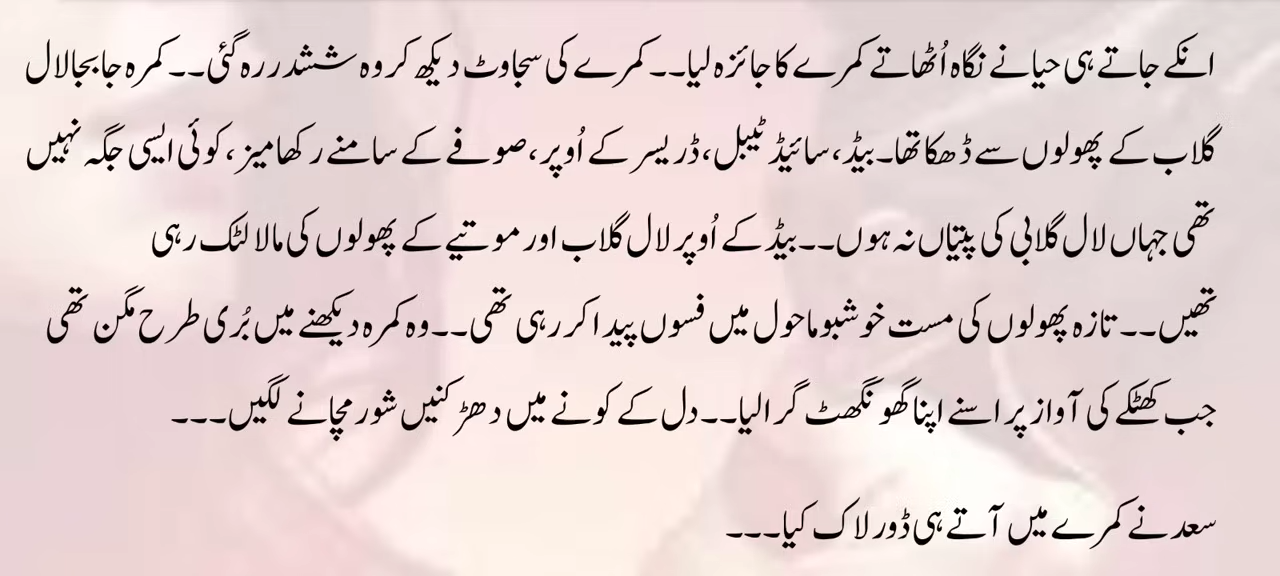 انکے جاتے ہی حیا نے نگاہ اُٹھاتے کمرے کا جائزہ لیا۔۔ کمرے کی سجاوٹ دیکھ کر وہ ششدر رہ گئی۔۔ کمرہ جابجا لال
گلاب کے پھولوں سے ڈھکا تھا۔ بیڈ، سائیڈ ٹیبل، ڈریسر کے اُوپر، صوفے کے سامنے رکھا میز، کوئی ایسی جگہ نہیں
تھی جہاں لال گلابی کی پیتیاں نہ ہوں۔۔ بیڈ کے اُوپر لال گلاب اور موتیے کے پھولوں کی مالا لٹک رہی
تھیں۔۔ تازہ پھولوں کی مست خوشبو ماحول میں فسوں پیدا کر رہی تھی۔۔ وہ کمرہ دیکھنے میں بُری طرح مگن تھی
جب کھٹکے کی آواز پر اسنے اپنا گھونگھٹ گرا لیا۔۔ دل کے کونے میں دھڑکنیں شور مچانے لگیں۔۔۔
سعد نے کمرے میں آتے ہی ڈور لاک کیا۔۔۔